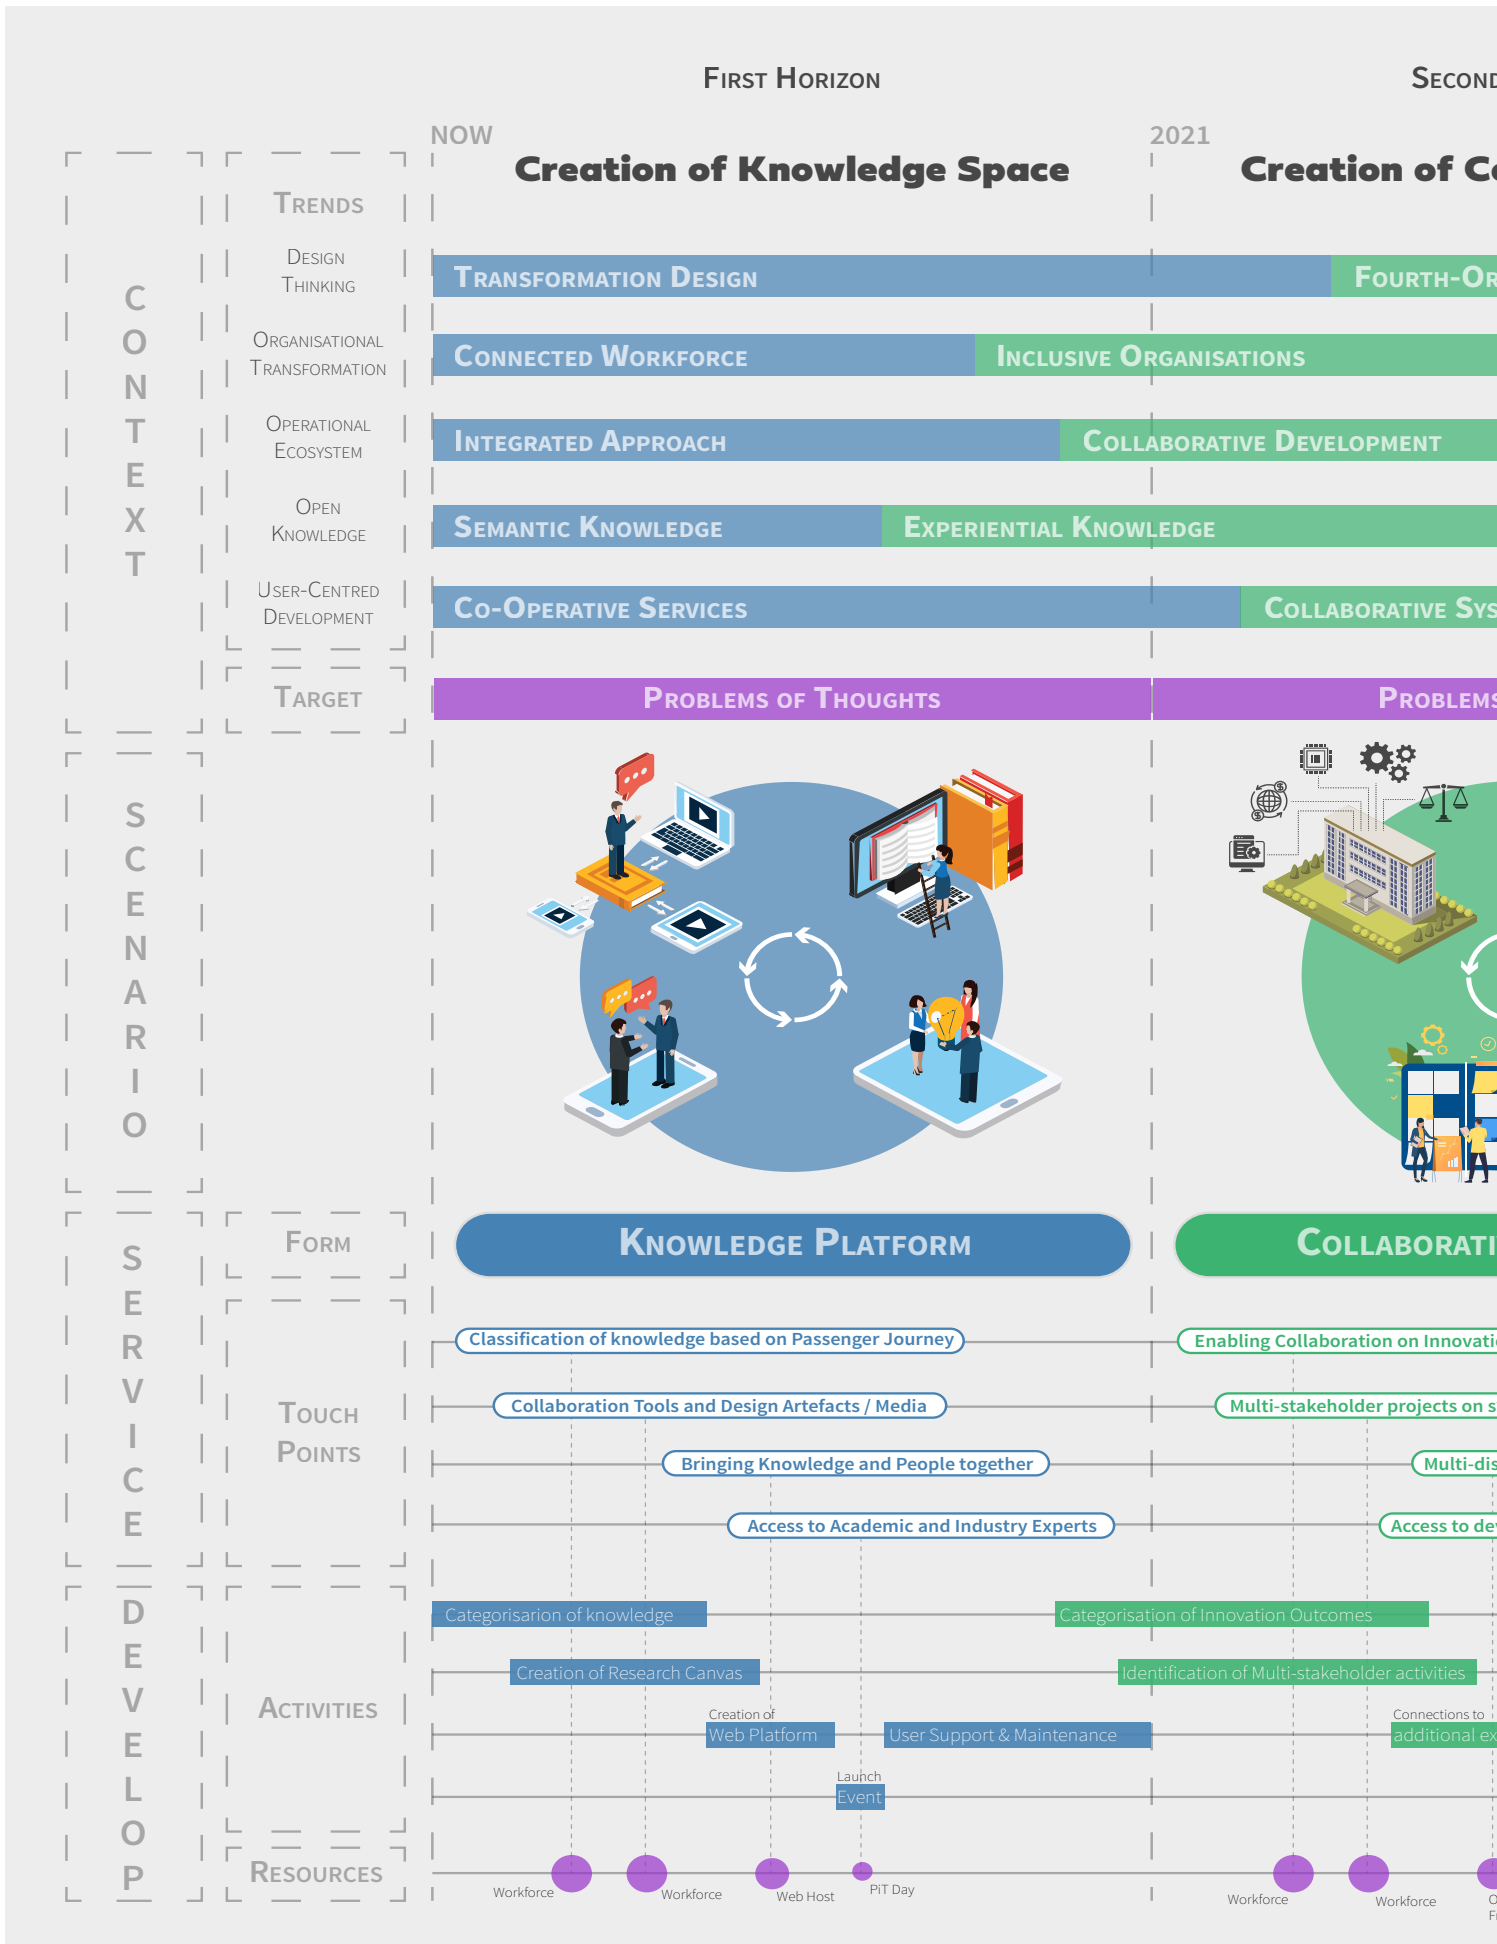 First Horizon
Second
NOW
2021
Creation of Knowledge Space
Creation of
CONTEXT
Trends
Design
Thinking
Transformation Design
Organisational
Transformation
Connected Workforce
Inclusive Organisations
Operational
Ecosystem
Integrated Approach
Collaborative Development
Open
Knowledge
Semantic Knowledge
Experiential Knowledge
User-Centred
Development
Co-Operative Services
Collaborative Sys
Target
Problems of Thoughts
Problems
SCENARIO
SERVICE
Form
Knowledge Platform
Collaborati
Touch
Points
Classification of knowledge based on Passenger Journey
Enabling Collaboration on Innovati
Collaboration Tools and Design Artefacts / Media
Multi-stakeholder projects on s
Bringing Knowledge and People together
Multi-dis
Access to Academic and Industry Experts
Access to dev
DEVELOP
Activities
Categorisarion of knowledge
Categorisation of Innovation Outcomes
Creation of Research Canvas
Identification of Multi-stakeholder activities
Creation of
Web Platform
User Support & Maintenance
Connections to
additional ex
Launch
Event
Resources
Workforce
Workforce
Web Host
PiT Day
Workforce
Workforce